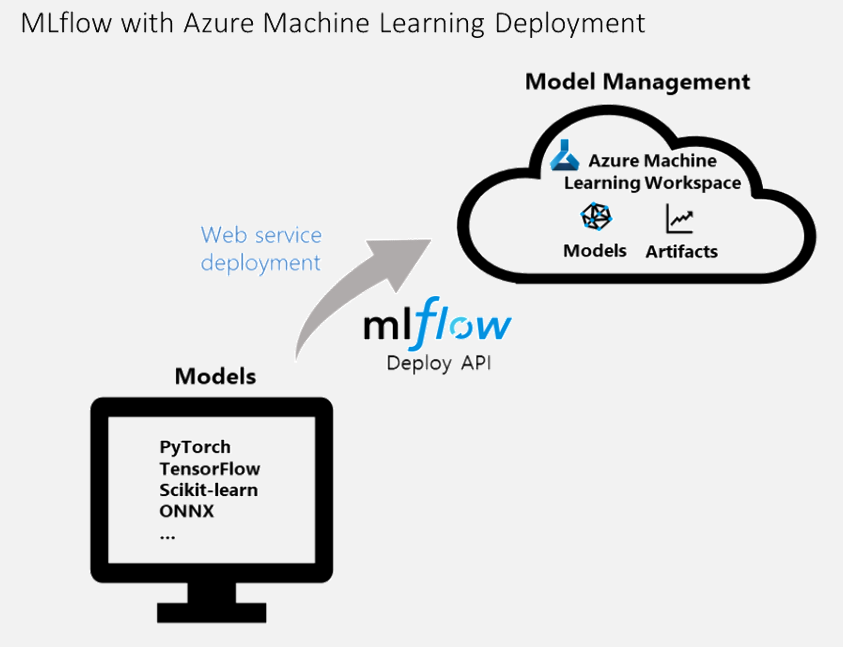 MLflow with Azure Machine Learning Deployment
Model Management
Azure Machine
Learning Workspace
Models
Artifacts
Web service
deployment
mlflow
Deploy API
Models
PyTorch
TensorFlow
Scikit-learn
ONNX
...